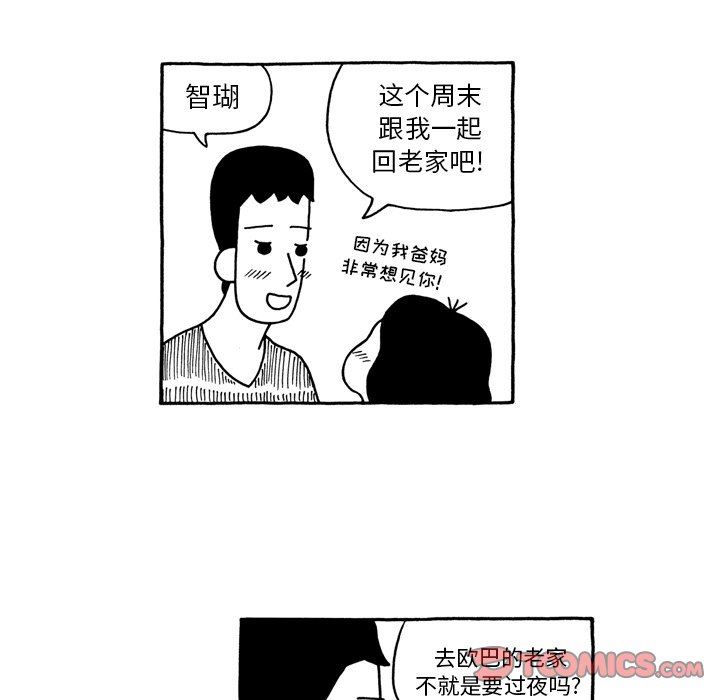 智瑚
这个周末
跟我一起
回老家吧!
因为我爸妈
非常想见你!
去欧巴的老家
不就是要过夜吗?
TOOMICS.COM